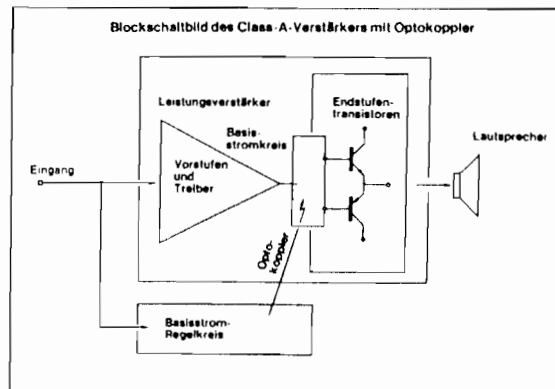 Blockschaltbild des Class-A-Verstärkers mit Optokoppler
Leistungsverstärker
Endstufen-
transistoren
Basis-
stromkreis
Lautsprecher
Eingang
Vorstufen
und
Treiber
Opto-
koppler
Basisstrom-
Regelkreis